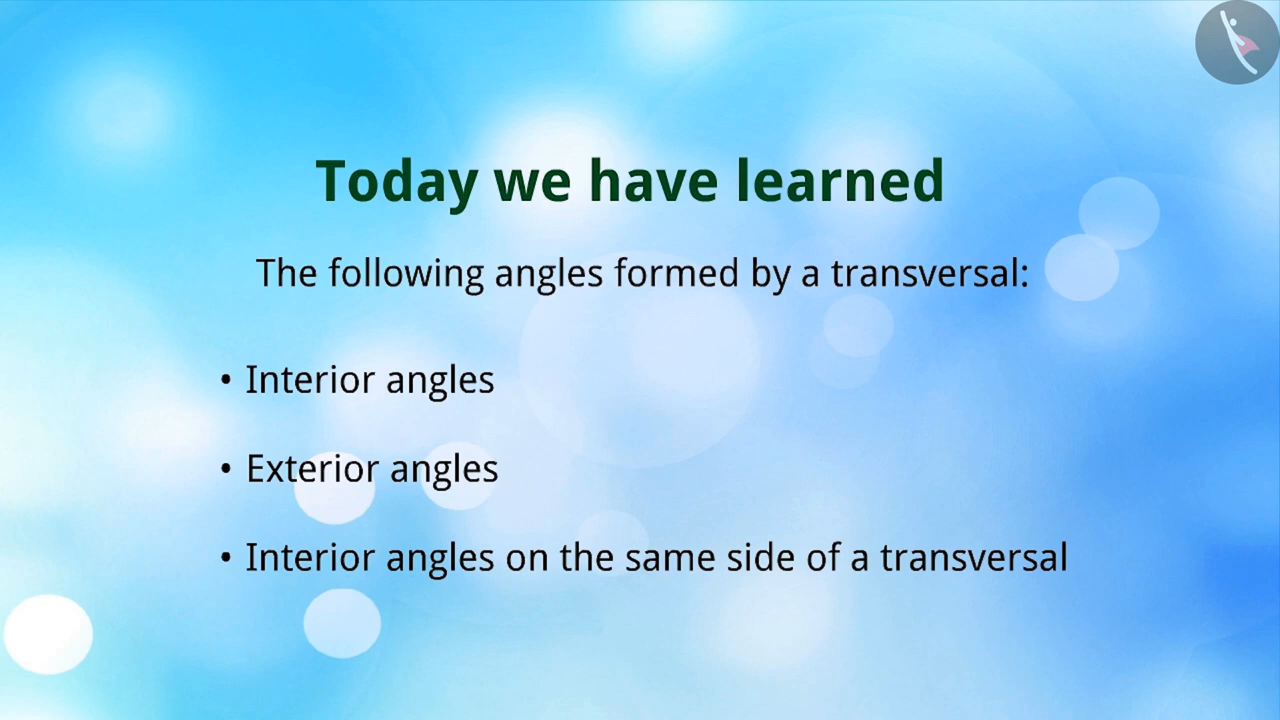 Today we have learned
The following angles formed by a transversal:
• Interior angles
• Exterior angles
• Interior angles on the same side of a transversal